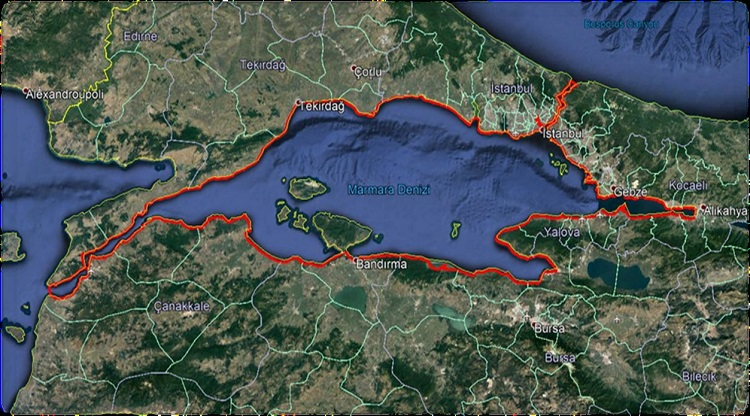 Edirne
Tekirdağ
Çorlu
Alexandroupoli
İstanbul
Tekirdağ
İstanbul
Gebze
Kocaeli
Marmara Denizi
Alikahya
Yalova
Bandırma
Çanakkale
Bursa
Bursa
Bilecik